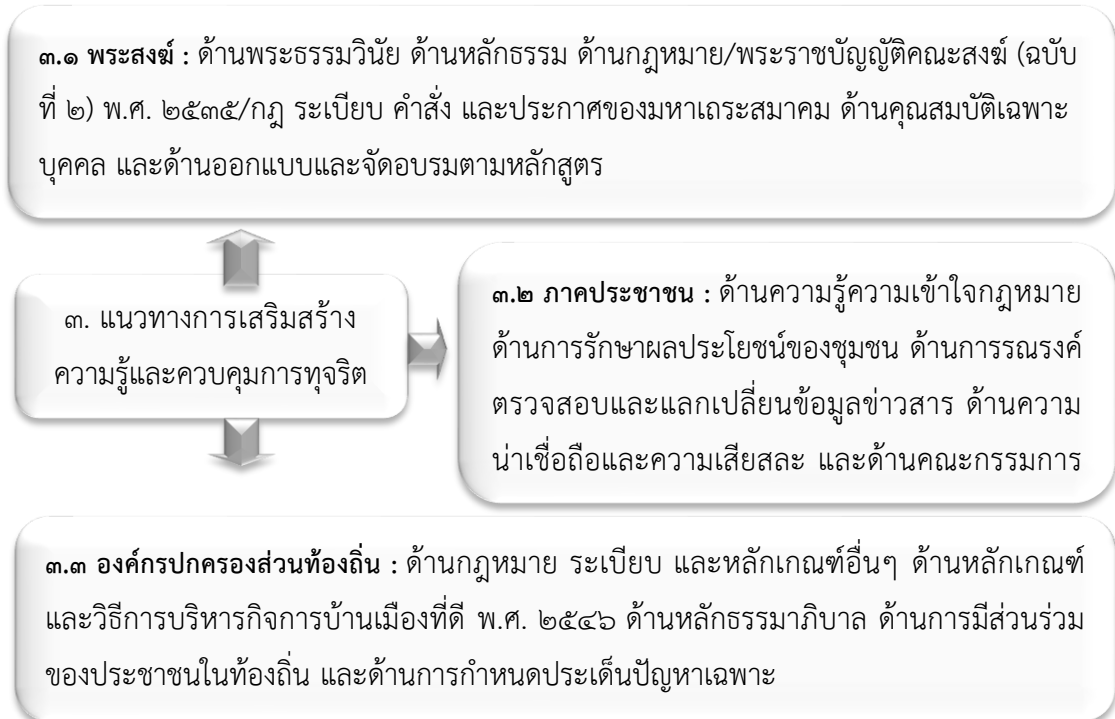 ๓.๑ พระสงฆ์ : ด้านพระธรรมวินัย ด้านหลักธรรม ด้านกฎหมาย/พระราชบัญญัติคณะสงฆ์ (ฉบับ
ที่ ๒) พ.ศ. ๒๕๓๕/กฎ ระเบียบ คำสั่ง และประกาศของมหาเถระสมาคม ด้านคุณสมบัติเฉพาะ
บุคคล และด้านออกแบบและจัดอบรมตามหลักสูตร
๓. แนวทางการเสริมสร้าง
ความรู้และควบคุมการทุจริต
๓.๒ ภาคประชาชน : ด้านความรู้ความเข้าใจกฎหมาย
ด้านการรักษาผลประโยชน์ของชุมชน ด้านการรณรงค์
ตรวจสอบและแลกเปลี่ยนข้อมูลข่าวสาร ด้านความ
น่าเชื่อถือและความเสียสละ และด้านคณะกรรมการ
๓.๓ องค์กรปกครองส่วนท้องถิ่น : ด้านกฎหมาย ระเบียบ และหลักเกณฑ์อื่นๆ ด้านหลักเกณฑ์
และวิธีการบริหารกิจการบ้านเมืองที่ดี พ.ศ. ๒๕๔๖ ด้านหลักธรรมาภิบาล ด้านการมีส่วนร่วม
ของประชาชนในท้องถิ่น และด้านการกำหนดประเด็นปัญหาเฉพาะ